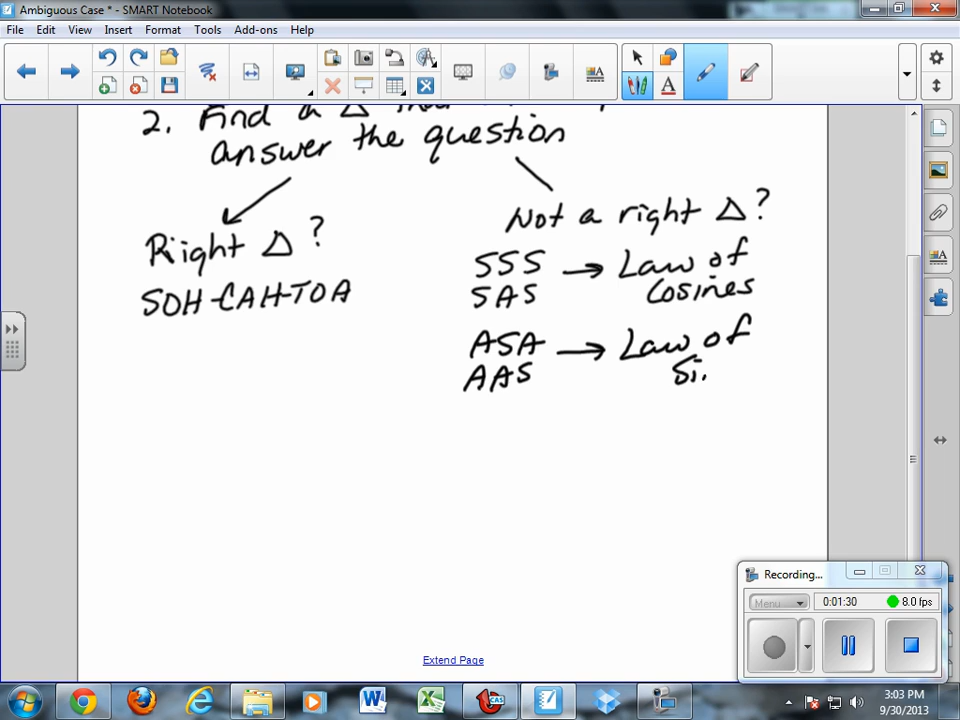 Ambiguous Case * - SMART Notebook
File Edit View Insert Format Tools Add-ons Help
2. Find a △
answer the question
Right △ ?
SOH-CAH-TOA
Not a right △ ?
SSS → Law of
SAS Cosines
ASA → Law of
AAS Si.
Extend Page
Recording...
Menu 0:01:30 8.0 fps
3:03 PM
9/30/2013